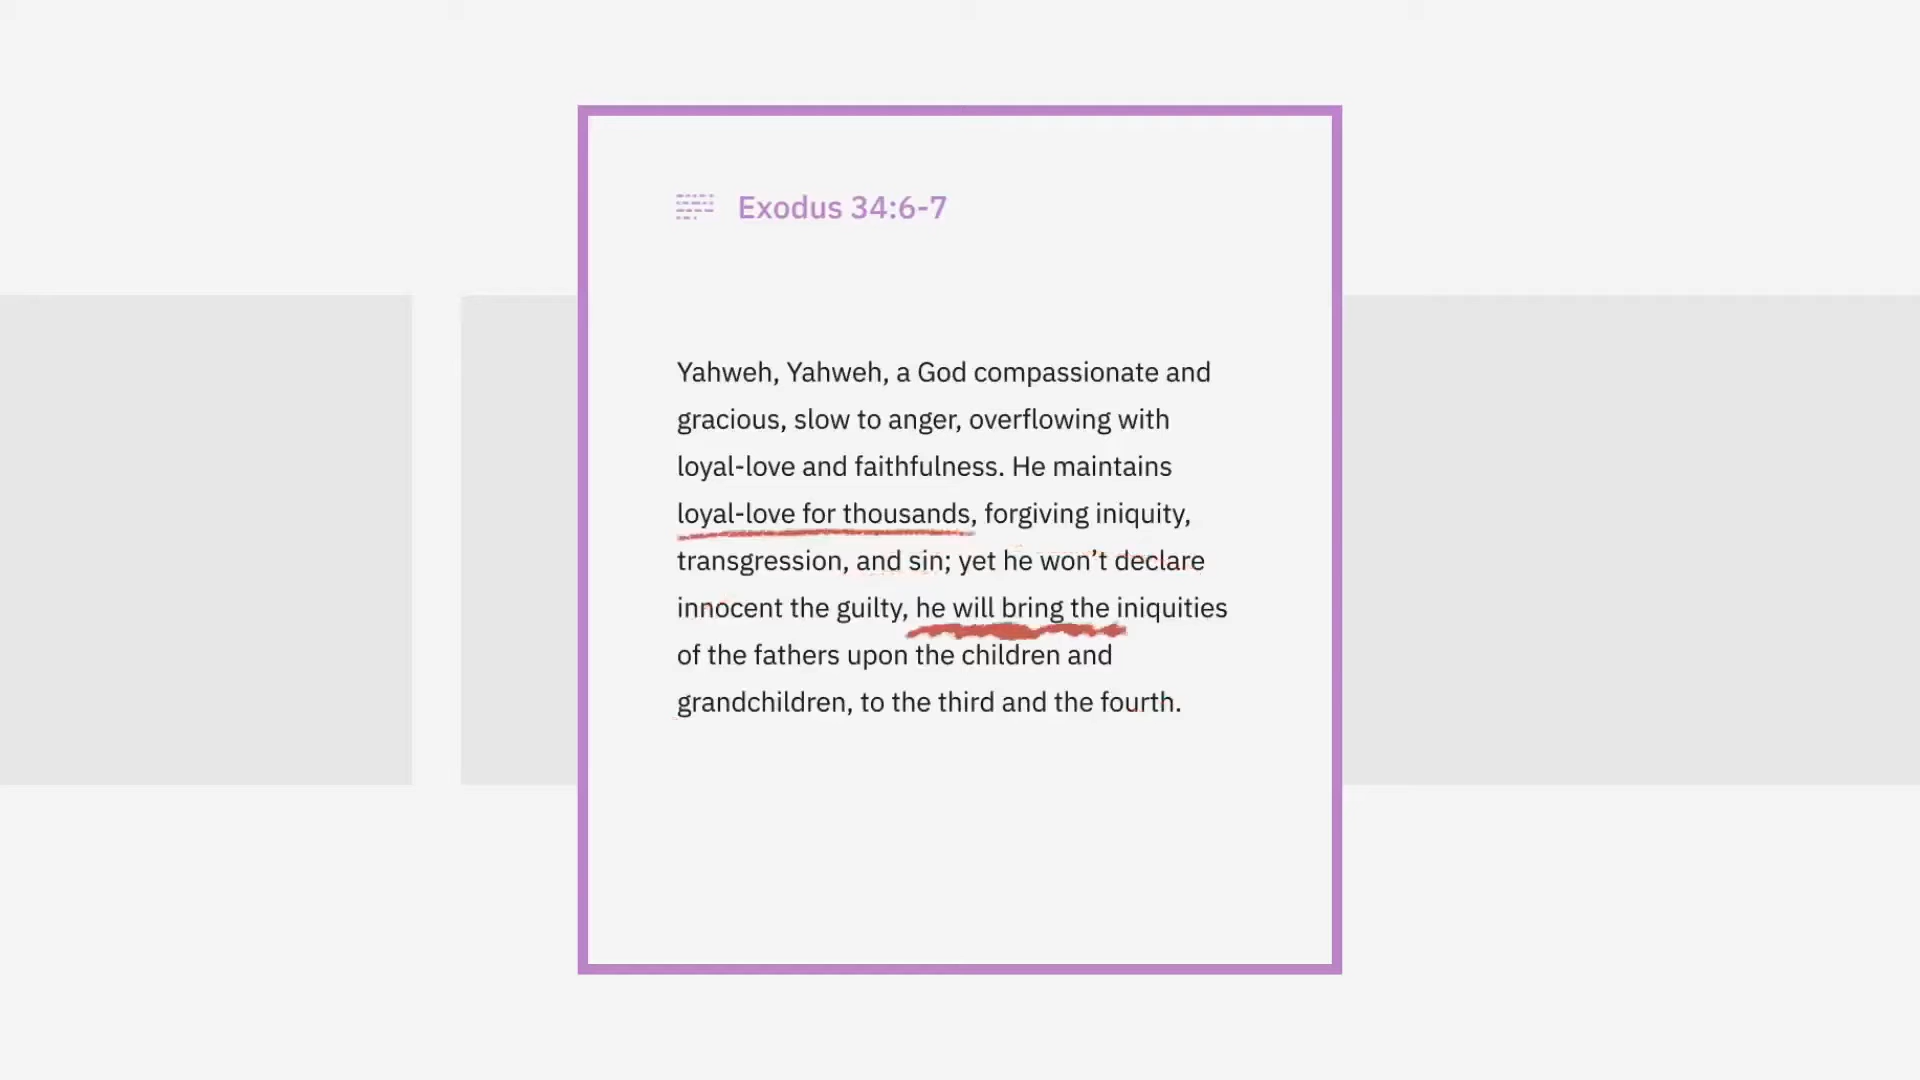 Exodus 34:6-7
Yahweh, Yahweh, a God compassionate and
gracious, slow to anger, overflowing with
loyal-love and faithfulness. He maintains
loyal-love for thousands, forgiving iniquity,
transgression, and sin; yet he won’t declare
innocent the guilty, he will bring the iniquities
of the fathers upon the children and
grandchildren, to the third and the fourth.